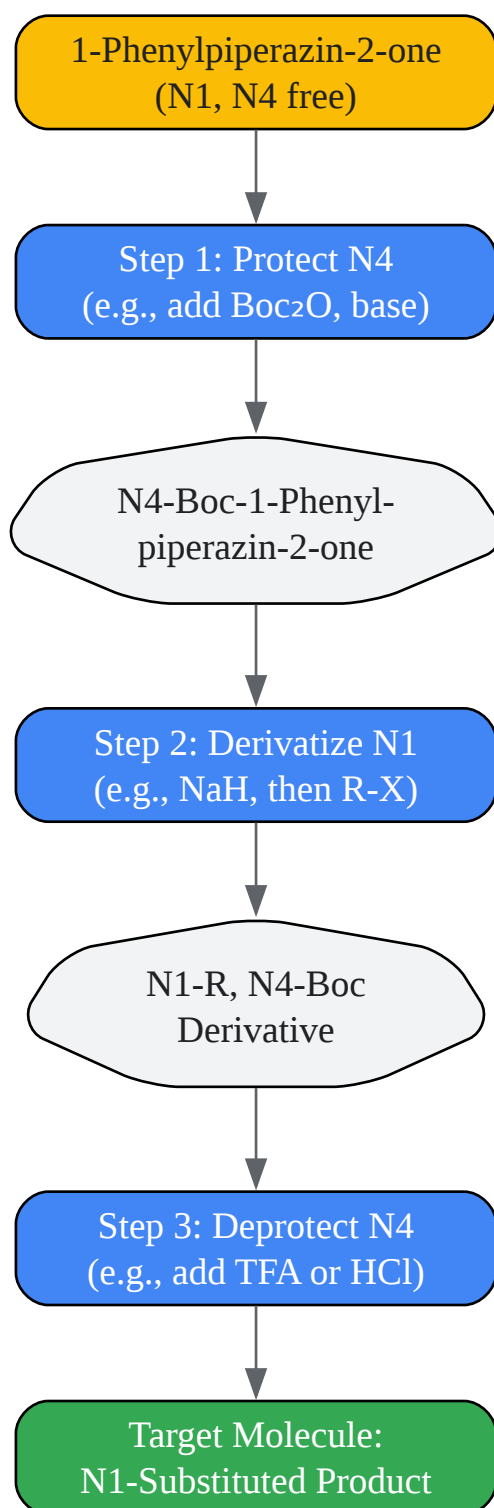 1-Phenylpiperazin-2-one
(N1, N4 free)
Step 1: Protect N4
(e.g., add Boc₂O, base)
N4-Boc-1-Phenyl-
piperazin-2-one
Step 2: Derivatize N1
(e.g., NaH, then R-X)
N1-R, N4-Boc
Derivative
Step 3: Deprotect N4
(e.g., add TFA or HCl)
Target Molecule:
N1-Substituted Product